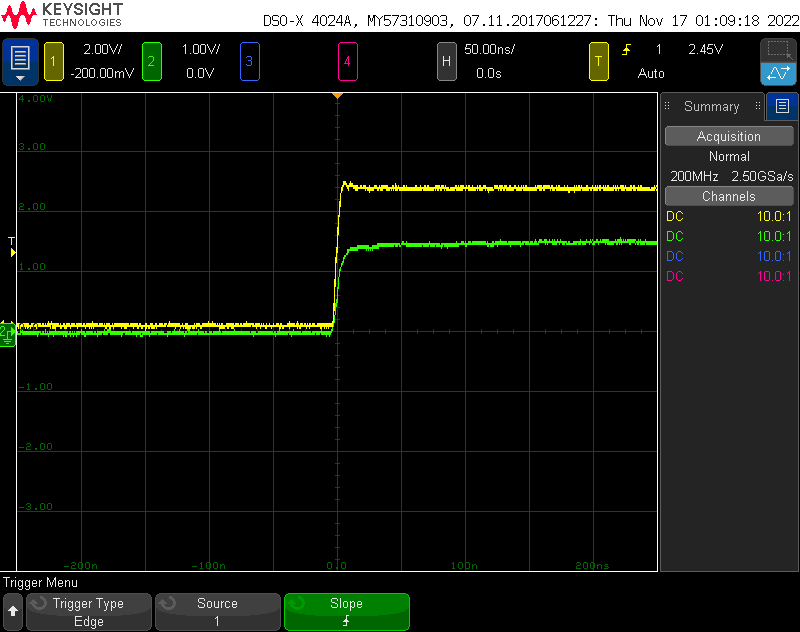 KEYSIGHT
TECHNOLOGIES
DSO-X 4024A, MY57310903, 07.11.2017061227: Thu Nov 17 01:09:18 2022
1 2.00V/ 2 1.00V/ 3 4 H 50.00ns/ T 1 2.45V
-200.00mV 0.0V 0.0s Auto
Summary
Acquisition
Normal
200MHz 2.50GSa/s
Channels
DC 10.0:1
DC 10.0:1
DC 10.0:1
DC 10.0:1
4.00V
3.00
2.00
T
1.00
2
-1.00
-2.00
-3.00
-200n -100n 0.0 100n 200ns
Trigger Menu
Trigger Type Source Slope
Edge 1